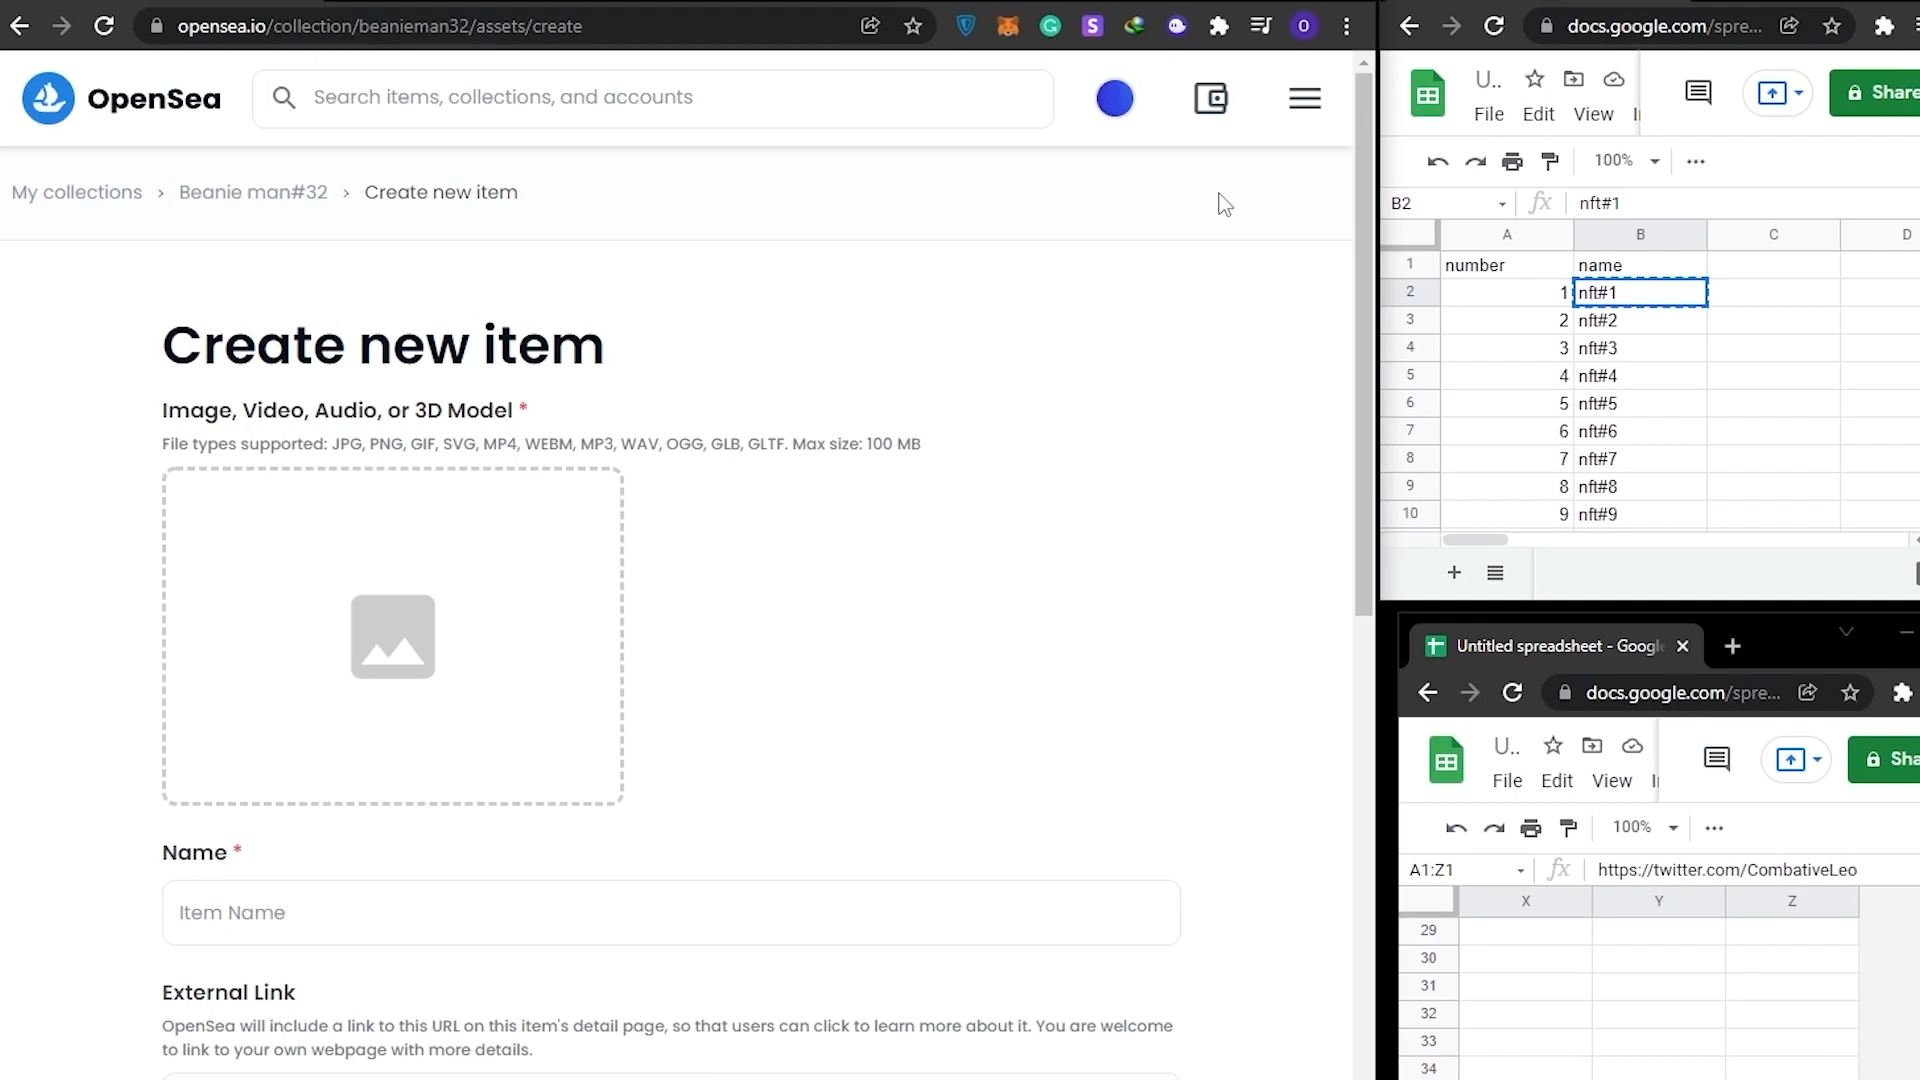 opensea.io/collection/beanieman32/assets/create
OpenSea
Search items, collections, and accounts
My collections > Beanie man#32 > Create new item
Create new item
Image, Video, Audio, or 3D Model *
File types supported: JPG, PNG, GIF, SVG, MP4, WEBM, MP3, WAV, OGG, GLB, GLTF. Max size: 100 MB
Name *
Item Name
External Link
OpenSea will include a link to this URL on this item's detail page, so that users can click to learn more about it. You are welcome
to link to your own webpage with more details.
docs.google.com/spre...
U..
Share
File Edit View
100%
B2 fx nft#1
A B C D
1 number name
2 1 nft#1
3 2 nft#2
4 3 nft#3
5 4 nft#4
6 5 nft#5
7 6 nft#6
8 7 nft#7
9 8 nft#8
10 9 nft#9
Untitled spreadsheet - Googl
docs.google.com/spre...
U..
Sha
File Edit View
100%
A1:Z1 fx https://twitter.com/CombativeLeo
X Y Z
29
30
31
32
33
34